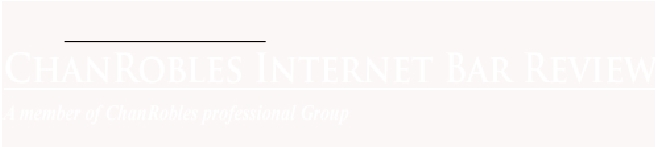 CHANROBLES INTERNET BAR REVIEW
A member of ChanRobles professional Group